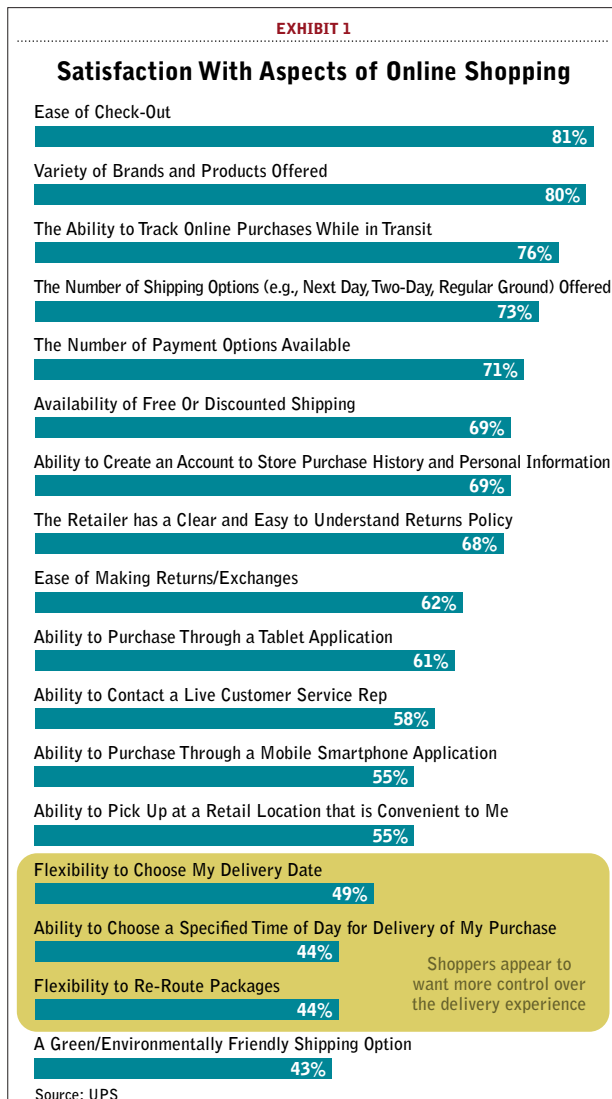 EXHIBIT 1
Satisfaction With Aspects of Online Shopping
Ease of Check-Out
81%
Variety of Brands and Products Offered
80%
The Ability to Track Online Purchases While in Transit
76%
The Number of Shipping Options (e.g., Next Day, Two-Day, Regular Ground) Offered
73%
The Number of Payment Options Available
71%
Availability of Free Or Discounted Shipping
69%
Ability to Create an Account to Store Purchase History and Personal Information
69%
The Retailer has a Clear and Easy to Understand Returns Policy
68%
Ease of Making Returns/Exchanges
62%
Ability to Purchase Through a Tablet Application
61%
Ability to Contact a Live Customer Service Rep
58%
Ability to Purchase Through a Mobile Smartphone Application
55%
Ability to Pick Up at a Retail Location that is Convenient to Me
55%
Flexibility to Choose My Delivery Date
49%
Ability to Choose a Specified Time of Day for Delivery of My Purchase
44%
Flexibility to Re-Route Packages
44%
Shoppers appear to
want more control over
the delivery experience
A Green/Environmentally Friendly Shipping Option
43%
Source: UPS